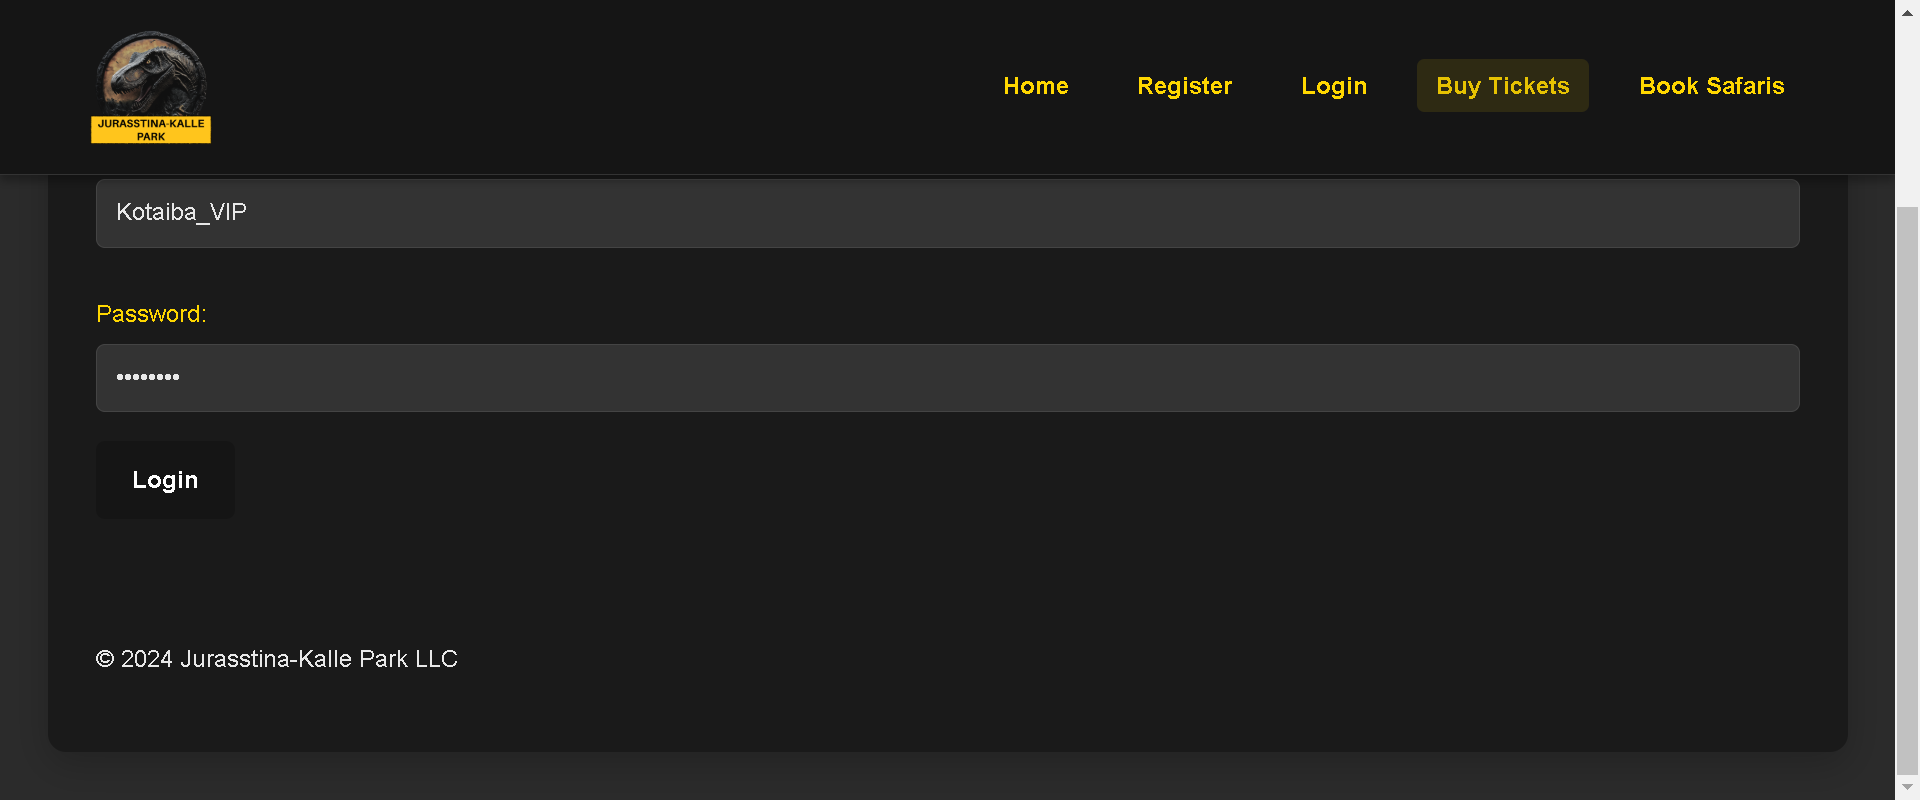 JURASSTINA-KALLE
PARK
Home Register Login Buy Tickets Book Safaris
Kotaiba_VIP
Password:
••••••••
Login
© 2024 Jurasstina-Kalle Park LLC